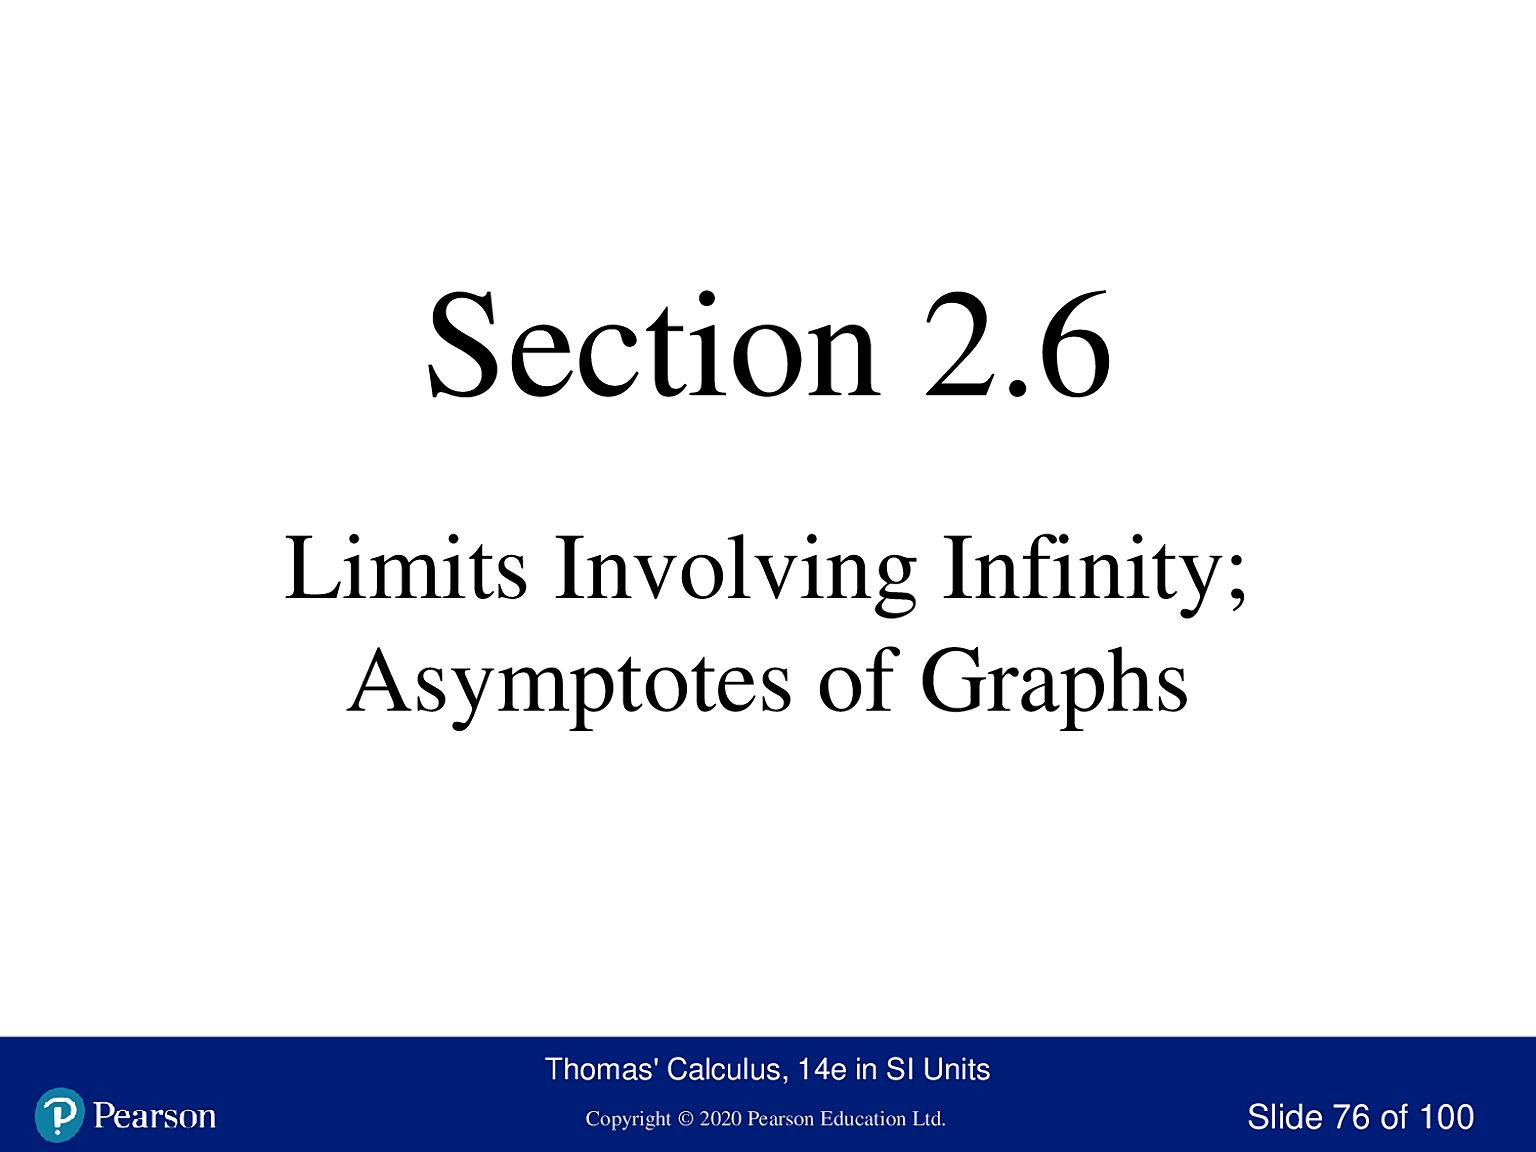 Section 2.6
Limits Involving Infinity;
Asymptotes of Graphs
Thomas' Calculus, 14e in SI Units
Pearson
Copyright © 2020 Pearson Education Ltd.
Slide 76 of 100